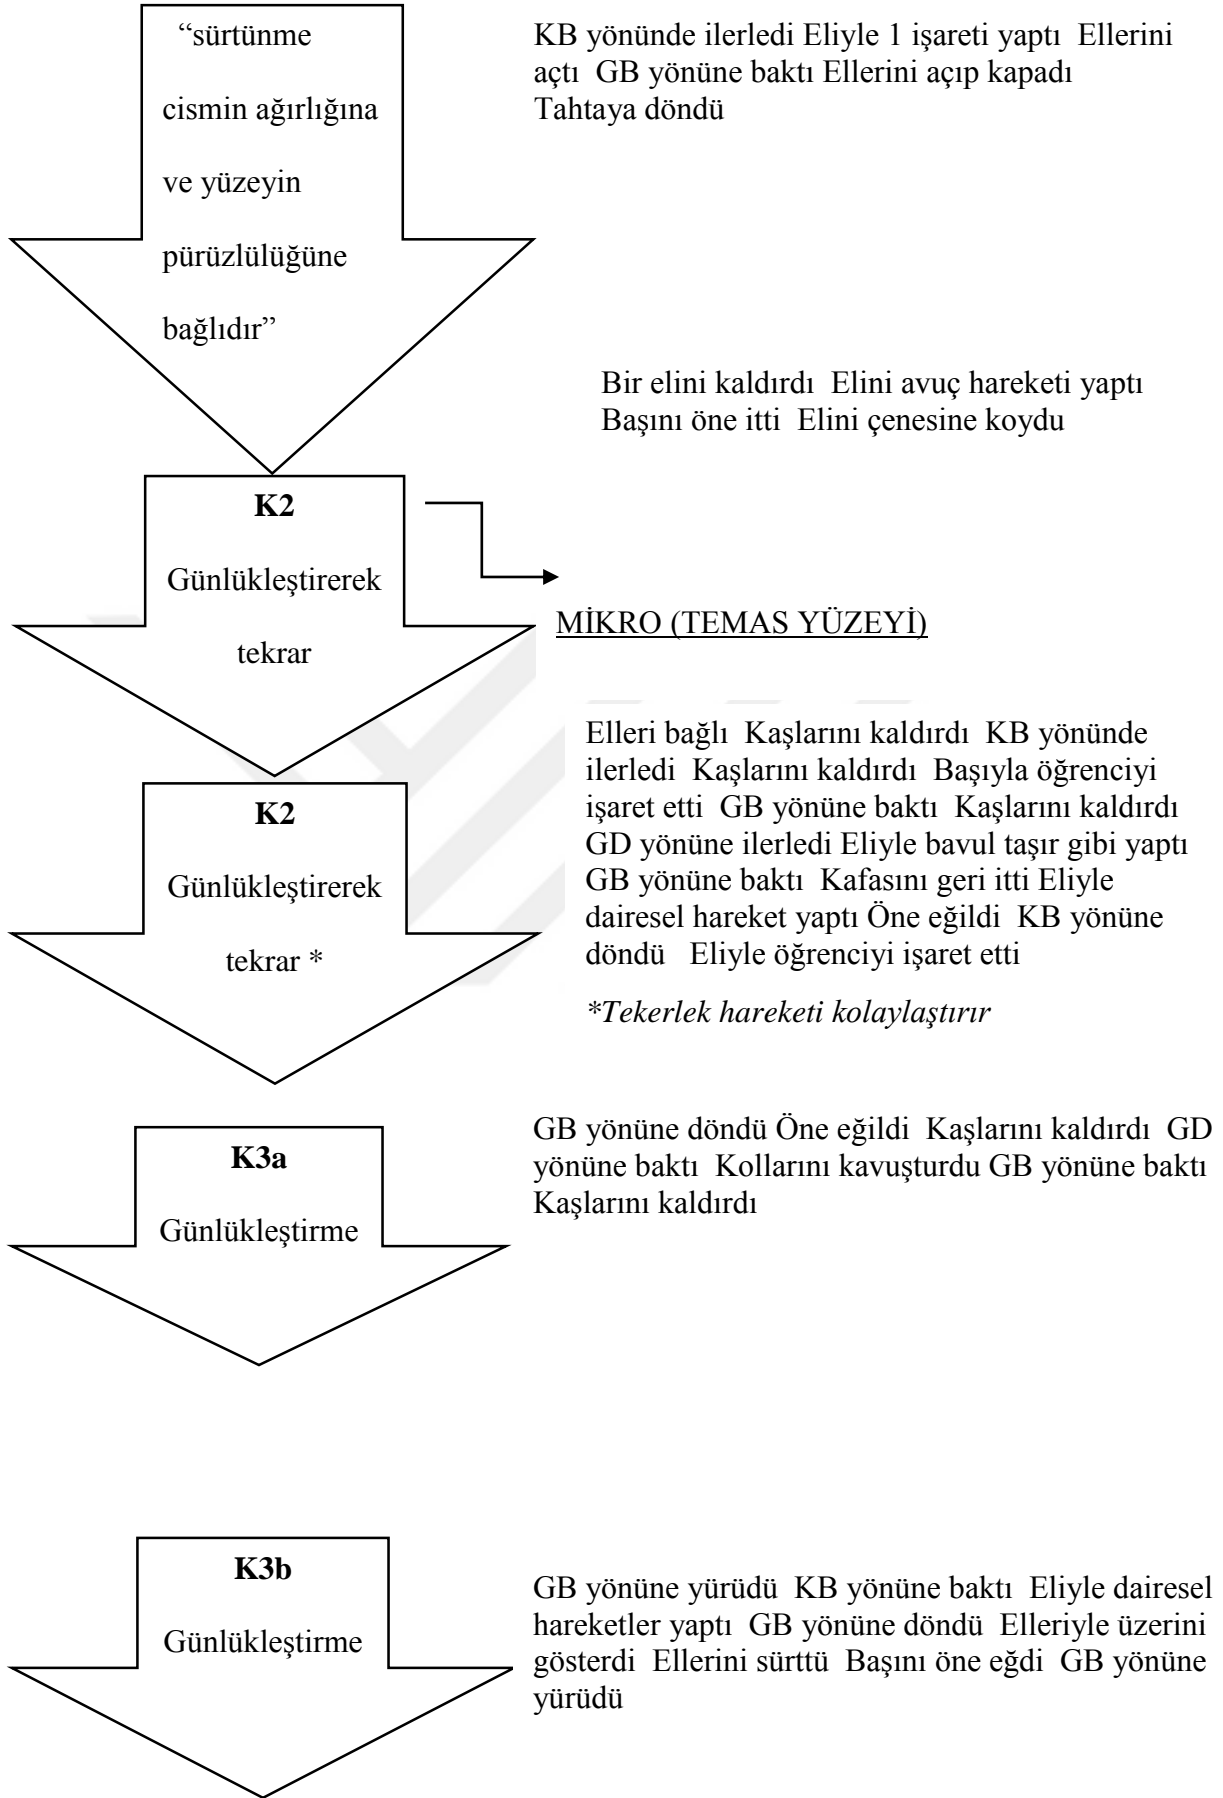 “sürtünme
cismin ağırlığına
ve yüzeyin
pürüzlülüğüne
bağlıdır”
KB yönünde ilerledi Eliyle 1 işareti yaptı Ellerini
açtı GB yönüne baktı Ellerini açıp kapadı
Tahtaya döndü
Bir elini kaldırdı Elini avuç hareketi yaptı
Başını öne itti Elini çenesine koydu
K2
Günlükleştirerek
tekrar
MİKRO (TEMAS YÜZEYİ)
K2
Günlükleştirerek
tekrar *
Elleri bağlı Kaşlarını kaldırdı KB yönünde
ilerledi Kaşlarını kaldırdı Başıyla öğrenciyi
işaret etti GB yönüne baktı Kaşlarını kaldırdı
GD yönüne ilerledi Eliyle bavul taşır gibi yaptı
GB yönüne baktı Kafasını geri itti Eliyle
dairesel hareket yaptı Öne eğildi KB yönüne
döndü Eliyle öğrenciyi işaret etti
*Tekerlek hareketi kolaylaştırır
K3a
Günlükleştirme
GB yönüne döndü Öne eğildi Kaşlarını kaldırdı GD
yönüne baktı Kollarını kavuşturdu GB yönüne baktı
Kaşlarını kaldırdı
K3b
Günlükleştirme
GB yönüne yürüdü KB yönüne baktı Eliyle dairesel
hareketler yaptı GB yönüne döndü Elleriyle üzerini
gösterdi Ellerini sürttü Başını öne eğdi GB yönüne
yürüdü